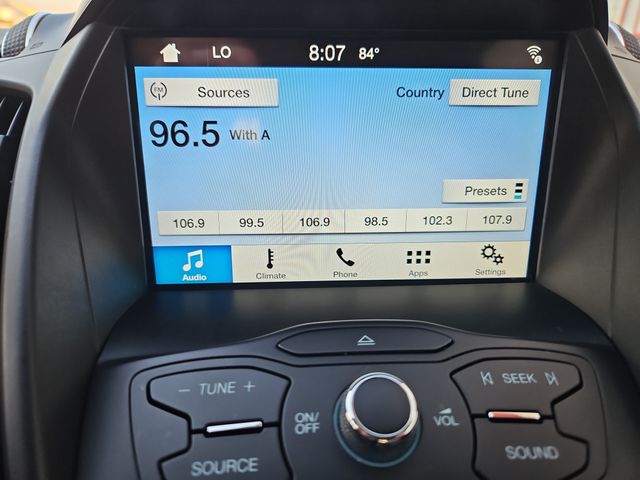 LO 8:07 84°
FM Sources Country Direct Tune
96.5 With A
Presets
106.9 99.5 106.9 98.5 102.3 107.9
Audio Climate Phone Apps Settings
- TUNE + SEEK
ON/ VOL
OFF
SOURCE SOUND